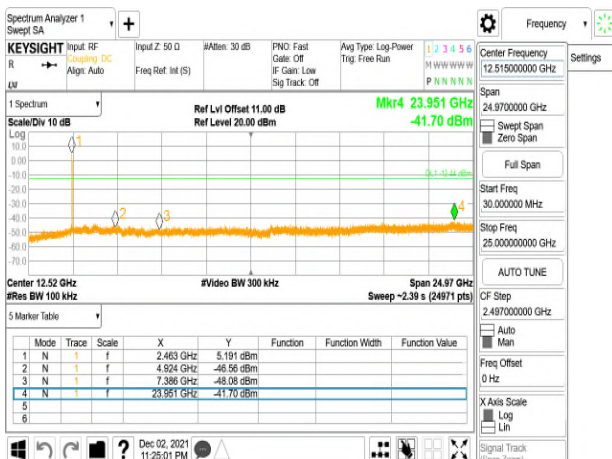 Spectrum Analyzer 1
Swept SA
+
Frequency
KEYSIGHT
R
Input: RF
Coupling: DC
Align: Auto
Input Z: 50 Ω
Freq Ref: Int (S)
#Atten: 30 dB
PNO: Fast
Gate: Off
IF Gain: Low
Sig Track: Off
Avg Type: Log-Power
Trig: Free Run
1 2 3 4 5 6
M W W W W W
P N N N N N
Center Frequency
12.515000000 GHz
Settings
Span
24.9700000 GHz
Swept Span
Zero Span
Full Span
Start Freq
30.000000 MHz
Stop Freq
25.000000000 GHz
AUTO TUNE
CF Step
2.497000000 GHz
Auto
Man
Freq Offset
0 Hz
X Axis Scale
Log
Lin
Signal Track
(Span Zoom)
1 Spectrum
Scale/Div 10 dB
Ref Lvl Offset 11.00 dB
Ref Level 20.00 dBm
Mkr4 23.951 GHz
-41.70 dBm
Log
10.0
0.00
-10.0
-20.0
-30.0
-40.0
-50.0
-60.0
-70.0
1
2
3
4
Center 12.52 GHz
#Res BW 100 kHz
#Video BW 300 kHz
Span 24.97 GHz
Sweep ~2.39 s (24971 pts)
5 Marker Table
Mode Trace Scale X Y Function Function Width Function Value
1 N 1 f 2.463 GHz 5.191 dBm
2 N 1 f 4.924 GHz -46.56 dBm
3 N 1 f 7.386 GHz -48.08 dBm
4 N 1 f 23.951 GHz -41.70 dBm
5
6
?
Dec 02, 2021
11:25:01 PM